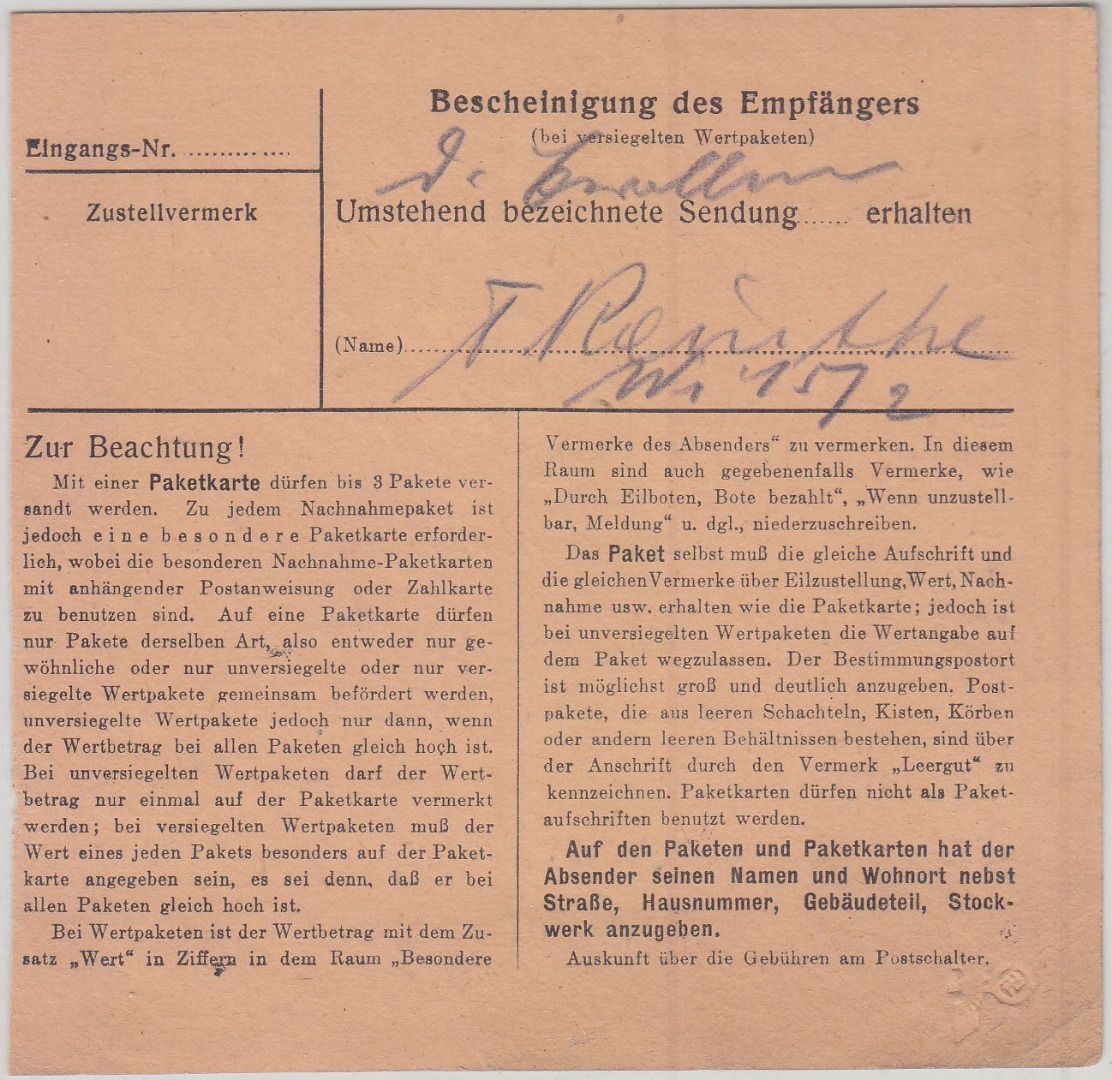 Eingangs-Nr. ..............
Zustellvermerk
Bescheinigung des Empfängers
(bei versiegelten Wertpaketen)
Umstehend bezeichnete Sendung...... erhalten
(Name)
15/2
Zur Beachtung!
Mit einer Paketkarte dürfen bis 3 Pakete ver-
sandt werden. Zu jedem Nachnahmepaket ist
jedoch eine besondere Paketkarte erforder-
lich, wobei die besonderen Nachnahme-Paketkarten
mit anhängender Postanweisung oder Zahlkarte
zu benutzen sind. Auf eine Paketkarte dürfen
nur Pakete derselben Art, also entweder nur ge-
wöhnliche oder nur unversiegelte oder nur ver-
siegelte Wertpakete gemeinsam befördert werden,
unversiegelte Wertpakete jedoch nur dann, wenn
der Wertbetrag bei allen Paketen gleich hoch ist.
Bei unversiegelten Wertpaketen darf der Wert-
betrag nur einmal auf der Paketkarte vermerkt
werden; bei versiegelten Wertpaketen muß der
Wert eines jeden Pakets besonders auf der Paket-
karte angegeben sein, es sei denn, daß er bei
allen Paketen gleich hoch ist.
Bei Wertpaketen ist der Wertbetrag mit dem Zu-
satz „Wert“ in Ziffern in dem Raum „Besondere
Vermerke des Absenders“ zu vermerken. In diesem
Raum sind auch gegebenenfalls Vermerke, wie
„Durch Eilboten, Bote bezahlt“, „Wenn unzustell-
bar, Meldung“ u. dgl., niederzuschreiben.
Das Paket selbst muß die gleiche Aufschrift und
die gleichen Vermerke über Eilzustellung, Wert, Nach-
nahme usw. erhalten wie die Paketkarte; jedoch ist
bei unversiegelten Wertpaketen die Wertangabe auf
dem Paket wegzulassen. Der Bestimmungspostort
ist möglichst groß und deutlich anzugeben. Post-
pakete, die aus leeren Schachteln, Kisten, Körben
oder andern leeren Behältnissen bestehen, sind über
der Anschrift durch den Vermerk „Leergut“ zu
kennzeichnen. Paketkarten dürfen nicht als Paket-
aufschriften benutzt werden.
Auf den Paketen und Paketkarten hat der
Absender seinen Namen und Wohnort nebst
Straße, Hausnummer, Gebäudeteil, Stock-
werk anzugeben.
Auskunft über die Gebühren am Postschalter.